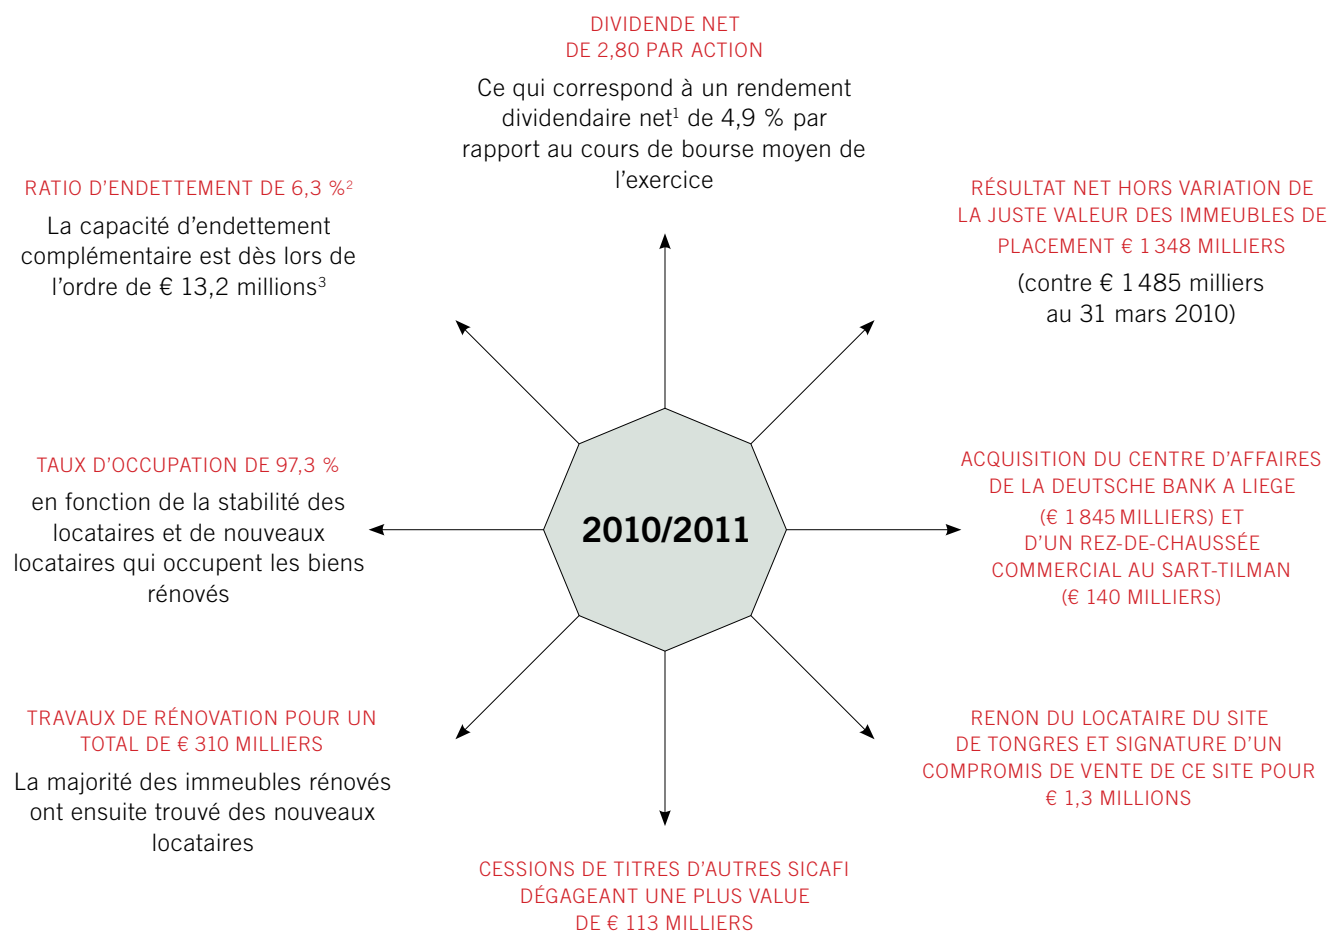 DIVIDENDE NET
DE 2,80 PAR ACTION
Ce qui correspond à un rendement
dividendaire net¹ de 4,9 % par
rapport au cours de bourse moyen de
l'exercice
RATIO D'ENDETTEMENT DE 6,3 %²
La capacité d'endettement
complémentaire est dès lors de
l'ordre de € 13,2 millions³
RÉSULTAT NET HORS VARIATION DE
LA JUSTE VALEUR DES IMMEUBLES DE
PLACEMENT € 1 348 MILLIERS
(contre € 1 485 milliers
au 31 mars 2010)
TAUX D'OCCUPATION DE 97,3 %
en fonction de la stabilité des
locataires et de nouveaux
locataires qui occupent les biens
rénovés
2010/2011
ACQUISITION DU CENTRE D'AFFAIRES
DE LA DEUTSCHE BANK A LIEGE
(€ 1 845 MILLIERS) ET
D'UN REZ-DE-CHAUSSÉE
COMMERCIAL AU SART-TILMAN
(€ 140 MILLIERS)
TRAVAUX DE RÉNOVATION POUR UN
TOTAL DE € 310 MILLIERS
La majorité des immeubles rénovés
ont ensuite trouvé des nouveaux
locataires
RENON DU LOCATAIRE DU SITE
DE TONGRES ET SIGNATURE D'UN
COMPROMIS DE VENTE DE CE SITE POUR
€ 1,3 MILLIONS
CESSIONS DE TITRES D'AUTRES SICAFI
DÉGAGEANT UNE PLUS VALUE
DE € 113 MILLIERS